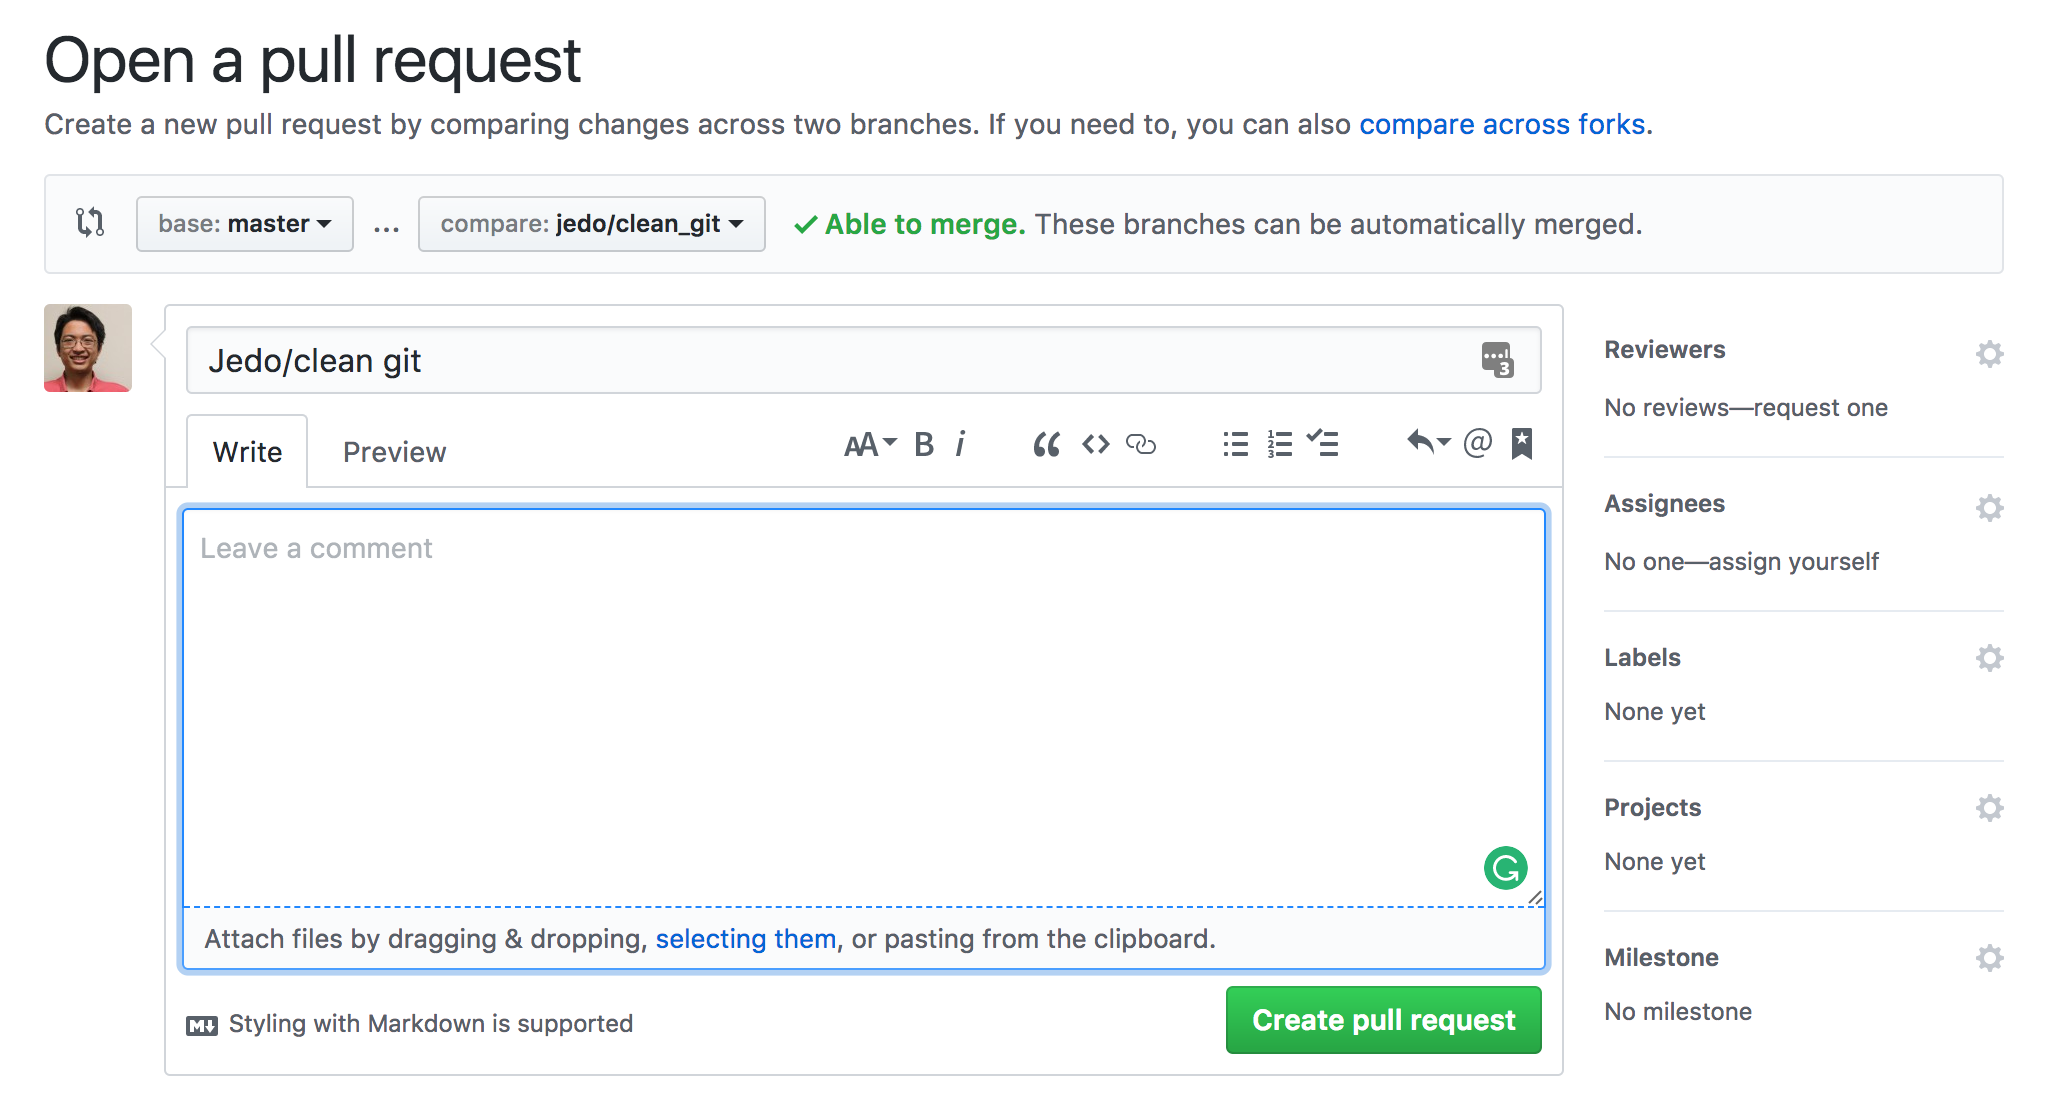 Open a pull request
Create a new pull request by comparing changes across two branches. If you need to, you can also compare across forks.
base: master ... compare: jedo/clean_git Able to merge. These branches can be automatically merged.
Jedo/clean git
3
Write Preview AA B i 1 2 3 @
Leave a comment
Attach files by dragging & dropping, selecting them, or pasting from the clipboard.
M Styling with Markdown is supported
Create pull request
Reviewers
No reviews—request one
Assignees
No one—assign yourself
Labels
None yet
Projects
None yet
Milestone
No milestone